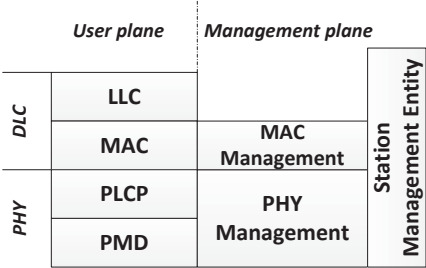 User plane
Management plane
DLC
LLC
MAC
MAC
Management
PHY
PLCP
PMD
PHY
Management
Station
Management Entity